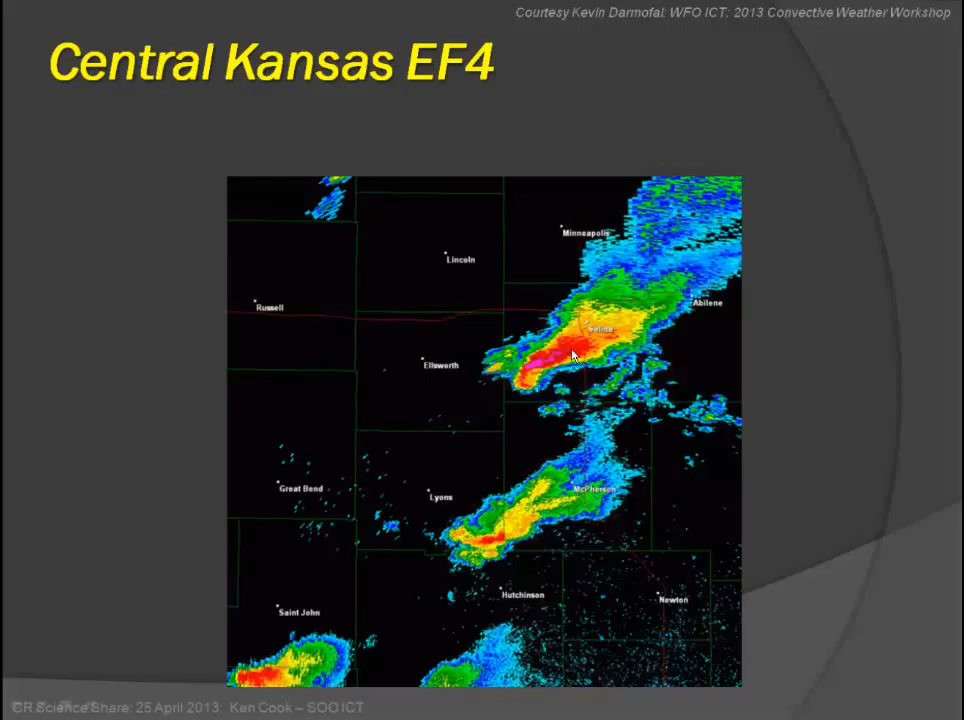 Courtesy Kevin Darmofal: WFO ICT: 2013 Convective Weather Workshop
Central Kansas EF4
Minneapolis
Lincoln
Russell
Abilene
Salina
Ellsworth
Great Bend
Lyons
McPherson
Hutchinson
Newton
Saint John
CR Science Share: 25 April 2013: Ken Cook – SOO ICT